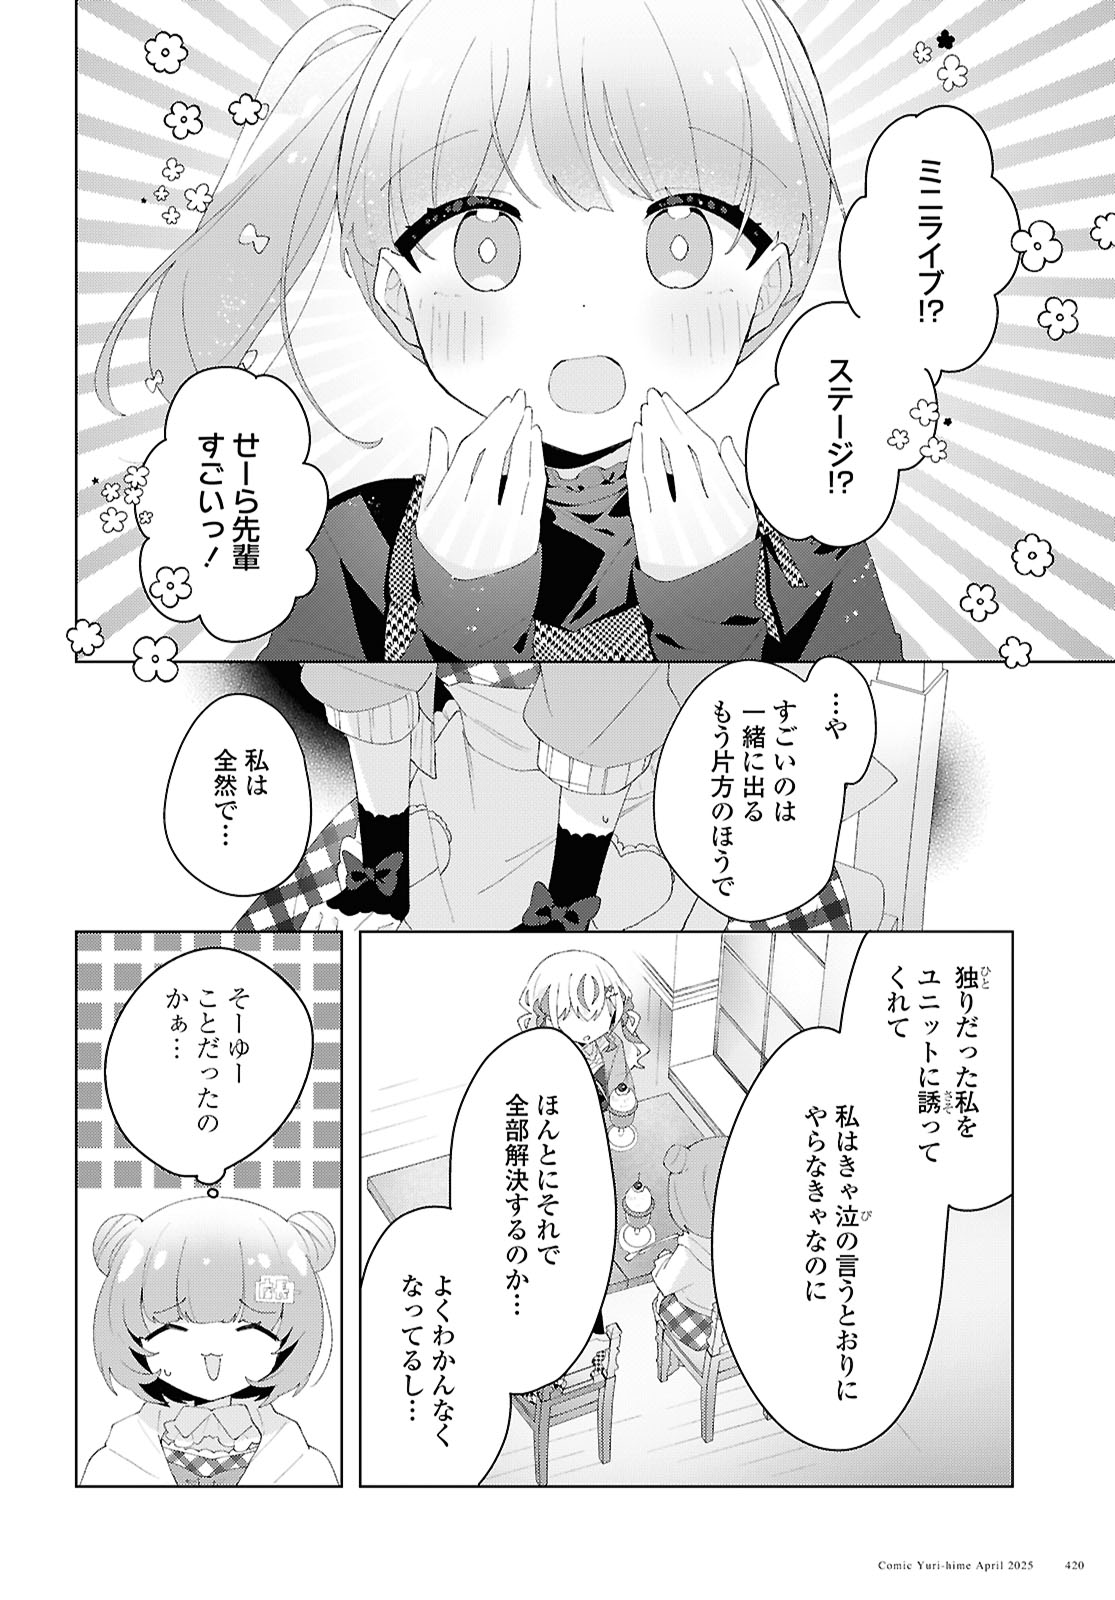 ミニライブ!?
ステージ!?
せーら先輩
すごいっ！
…や
すごいのは
一緒に出る
もう片方のほうで
私は
全然で…
独りだった私を
ひと
ユニットに誘って
さそ
くれて
私はきゃ泣の言うとおりに
ぴ
やらなきゃなのに
ほんとにそれで
全部解決するのか…
よくわかんなく
なってるし…
そーゆー
ことだったの
かぁ…
Comic Yuri-hime April 2025 420